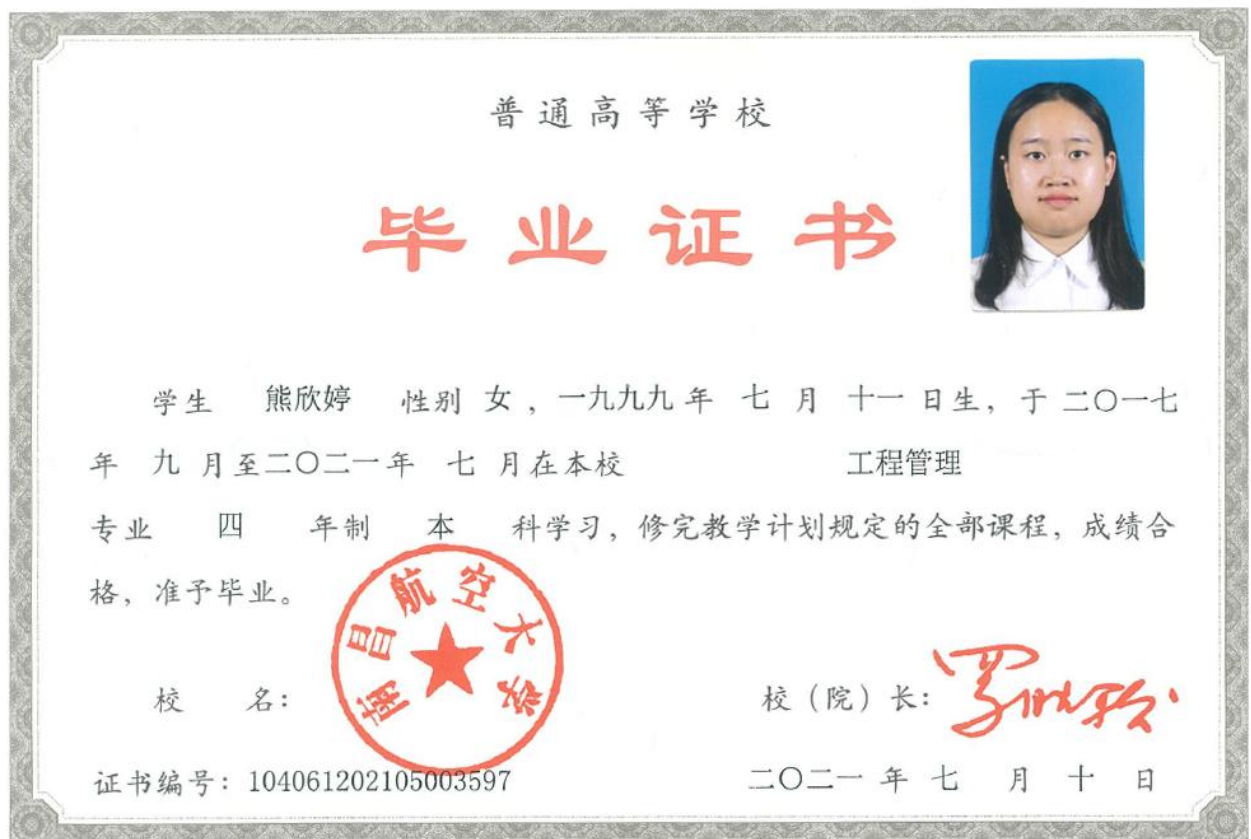 普通高等学校
毕业证书
学生 熊欣婷 性别 女，一九九九年 七 月 十一 日生，于 二〇一七
年 九 月至二〇二一年 七 月在本校 工程管理
专业 四 年制 本 科学习，修完教学计划规定的全部课程，成绩合
格，准予毕业。
南昌航空大学
校 名： 校（院）长：
证书编号：104061202105003597 二〇二一 年 七 月 十 日